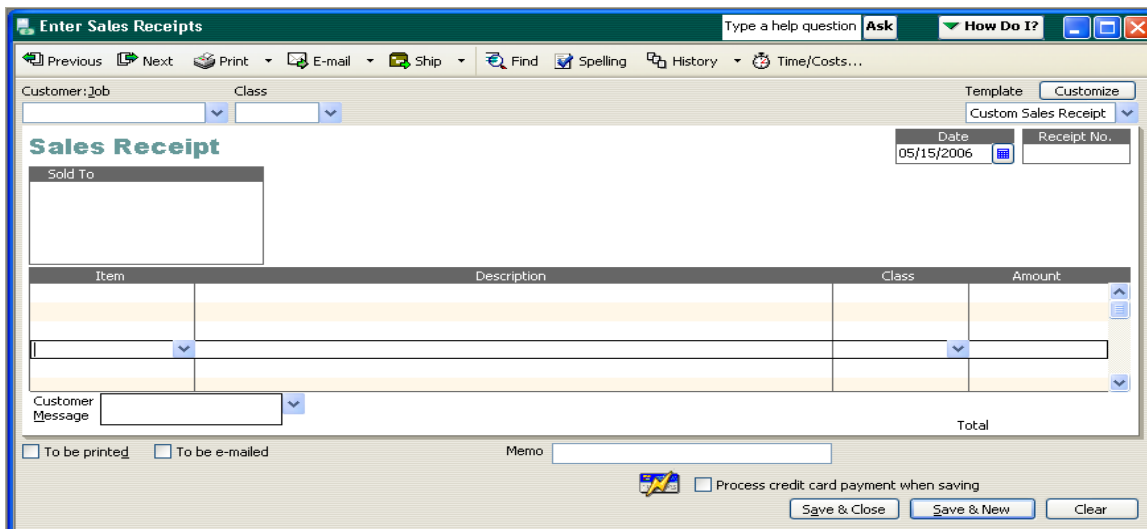 Enter Sales Receipts Type a help question Ask How Do I?
Previous Next Print E-mail Ship Find Spelling History Time/Costs...
Customer:Job Class Template Customize
Custom Sales Receipt
Sales Receipt Date Receipt No.
05/15/2006
Sold To
Item Description Class Amount
Customer
Message
Total
To be printed To be e-mailed Memo
Process credit card payment when saving
Save & Close Save & New Clear